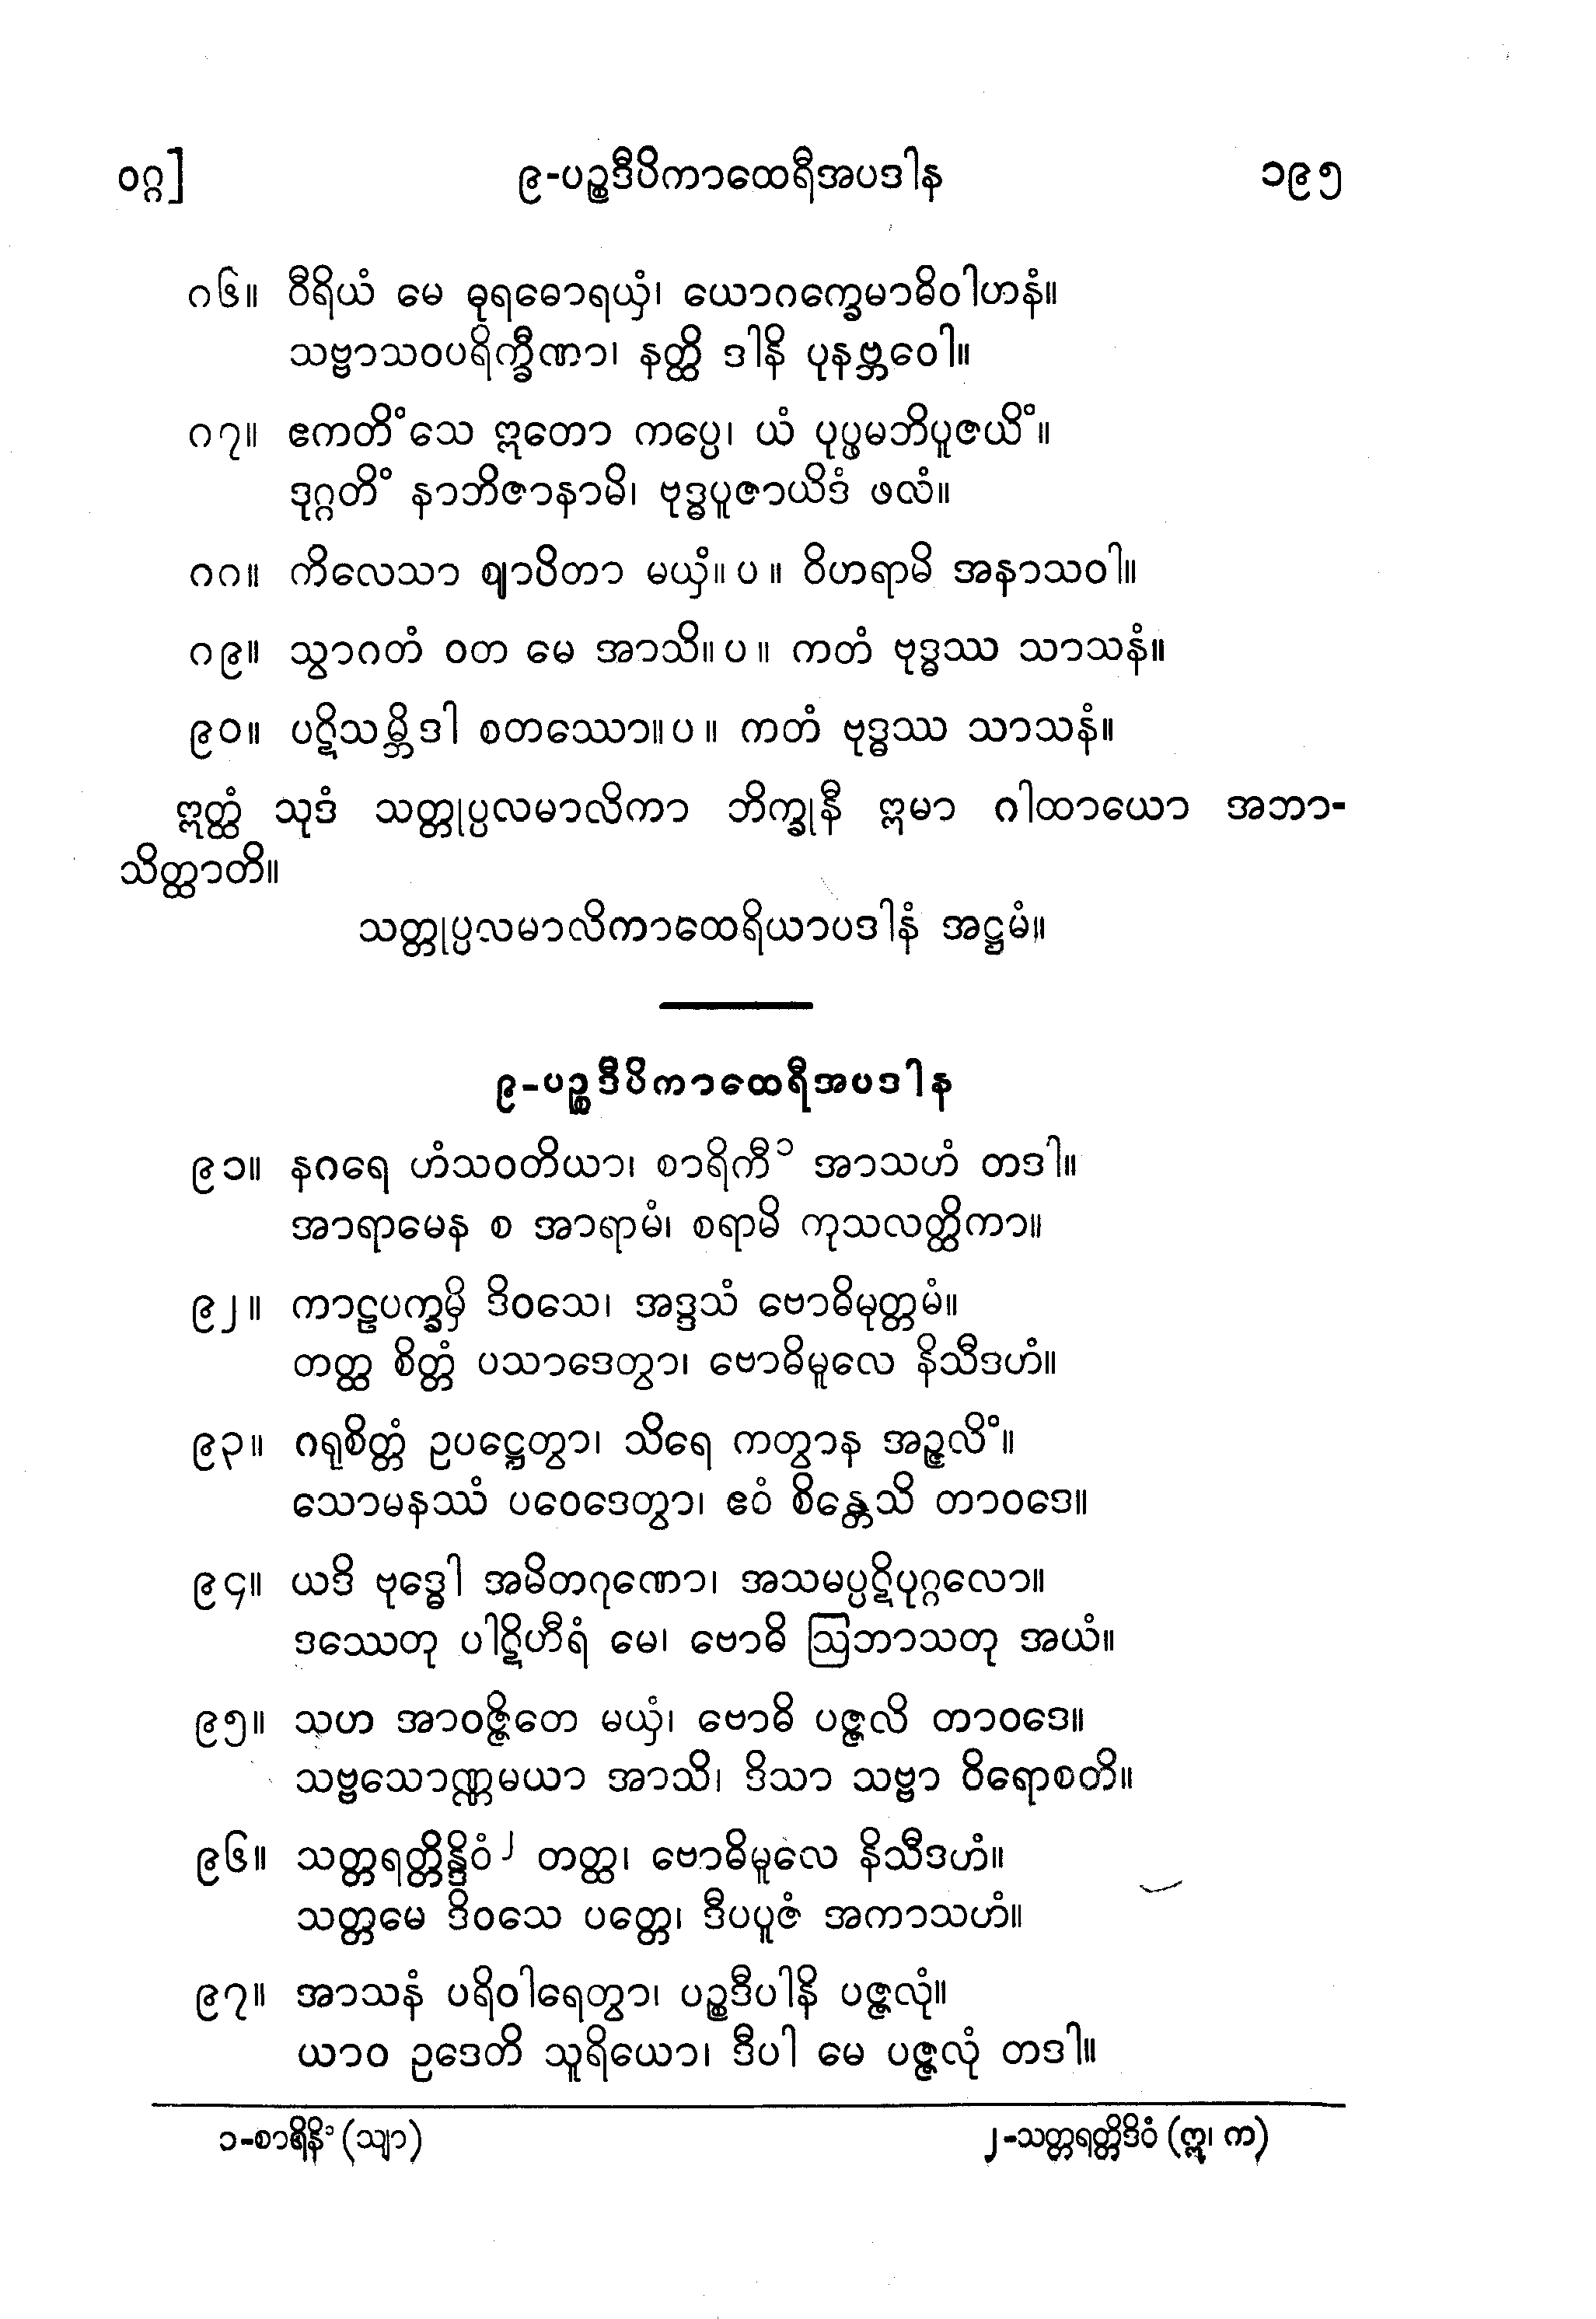 ဝဂ္ဂ] ၉-ပဉ္စဒီပိကာထေရီအပဒါန ၁၉၅
၈၆။ ဝီရိယံ မေ ဓုရဓောရယှံ၊ ယောဂက္ခေမာဓိဝါဟနံ။
သဗ္ဗာသဝပရိက္ခီဏာ၊ နတ္ထိ ဒါနိ ပုနဗ္ဘဝေါ။
၈၇။ ဧကတိံသေ ဣတော ကပ္ပေ၊ ယံ ပုပ္ဖမဘိပူဇယိံ။
ဒုဂ္ဂတိံ နာဘိဇာနာမိ၊ ဗုဒ္ဓပူဇာယိဒံ ဖလံ။
၈၈။ ကိလေသာ ဈာပိတာ မယှံ။ ပ ။ ဝိဟရာမိ အနာသဝါ။
၈၉။ သွာဂတံ ဝတ မေ အာသိ။ ပ ။ ကတံ ဗုဒ္ဓဿ သာသနံ။
၉၀။ ပဋိသမ္ဘိဒါ စတဿော။ ပ ။ ကတံ ဗုဒ္ဓဿ သာသနံ။
ဣတ္ထံ သုဒံ သတ္တုပ္ပလမာလိကာ ဘိက္ခုနီ ဣမာ ဂါထာယော အဘာ-
သိတ္ထာတိ။
သတ္တုပ္ပလမာလိကာထေရိယာပဒါနံ အဋ္ဌမံ။
၉-ပဉ္စဒီပိကာထေရီအပဒါန
၉၁။ နဂရေ ဟံသဝတိယာ၊ စာရိကီ၁ အာသဟံ တဒါ။
အာရာမေန စ အာရာမံ၊ စရာမိ ကုသလတ္ထိကာ။
၉၂။ ကာဠပက္ခမှိ ဒိဝသေ၊ အဒ္ဒသံ ဗောဓိမုတ္တမံ။
တတ္ထ စိတ္တံ ပသာဒေတွာ၊ ဗောဓိမူလေ နိသီဒဟံ။
၉၃။ ဂရုစိတ္တံ ဥပဋ္ဌေတွာ၊ သိရေ ကတွာန အဉ္ဇလိံ။
သောမနဿံ ပဝေဒေတွာ၊ ဧဝံ စိန္တေသိ တာဝဒေ။
၉၄။ ယဒိ ဗုဒ္ဓေါ အမိတဂုဏော၊ အသမပ္ပဋိပုဂ္ဂလော။
ဒဿေတု ပါဋိဟီရံ မေ၊ ဗောဓိ ဩဘာသတု အယံ။
၉၅။ သဟ အာဝဇ္ဇိတေ မယှံ၊ ဗောဓိ ပဇ္ဇလိ တာဝဒေ။
သဗ္ဗသောဏ္ဏမယာ အာသိ၊ ဒိသာ သဗ္ဗာ ဝိရောစတိ။
၉၆။ သတ္တရတ္တိန္ဒိဝံ၂ တတ္ထ၊ ဗောဓိမူလေ နိသီဒဟံ။
သတ္တမေ ဒိဝသေ ပတ္တေ၊ ဒီပပူဇံ အကာသဟံ။
၉၇။ အာသနံ ပရိဝါရေတွာ၊ ပဉ္စဒီပါနိ ပဇ္ဇလုံ။
ယာဝ ဥဒေတိ သူရိယော၊ ဒီပါ မေ ပဇ္ဇလုံ တဒါ။
၁-စာရိနိံ (သျာ) ၂-သတ္တရတ္တိဒိဝံ (ဣ၊ က)